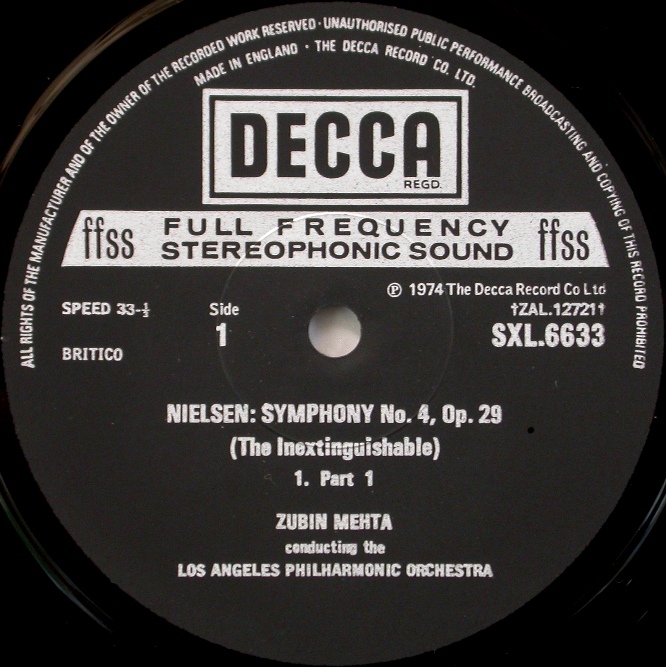 ALL RIGHTS OF THE MANUFACTURER AND OF THE OWNER OF THE RECORDED WORK RESERVED · UNAUTHORISED PUBLIC PERFORMANCE BROADCASTING AND COPYING OF THIS RECORD PROHIBITED
MADE IN ENGLAND · THE DECCA RECORD CO. LTD.
DECCA
REGD.
ffss FULL FREQUENCY ffss
STEREOPHONIC SOUND
℗ 1974 The Decca Record Co Ltd
SPEED 33-⅓ Side †ZAL.12721†
1 SXL.6633
BRITICO
NIELSEN: SYMPHONY No. 4, Op. 29
(The Inextinguishable)
1. Part 1
ZUBIN MEHTA
conducting the
LOS ANGELES PHILHARMONIC ORCHESTRA